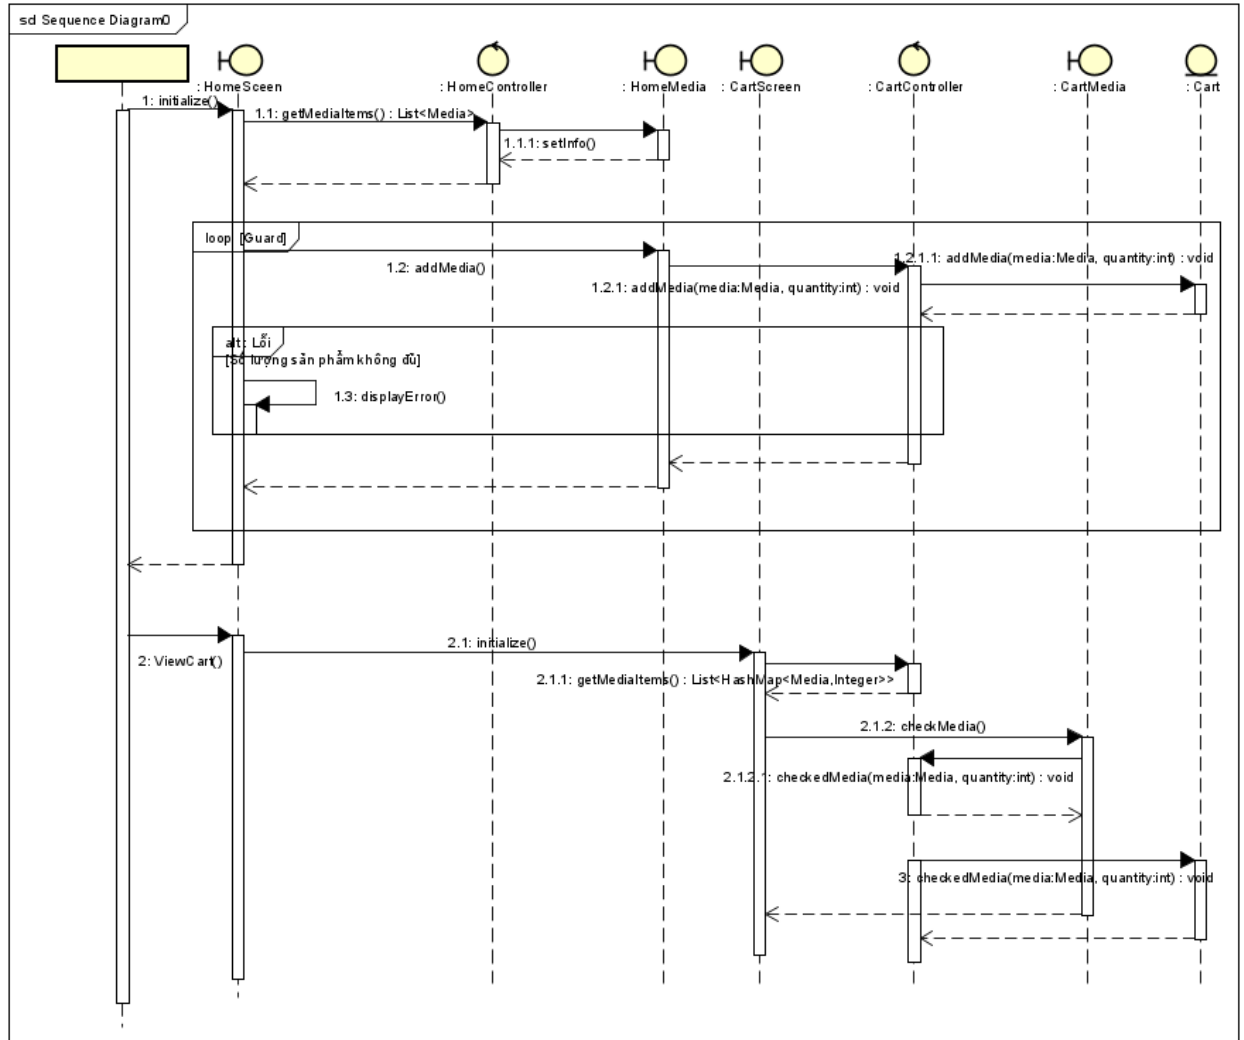 sd Sequence Diagram0
: HomeSceen
: HomeController
: HomeMedia
: CartScreen
: CartController
: CartMedia
: Cart
1: initialize()
1.1: getMediaItems() : List<Media>
1.1.1: setInfo()
loop [Guard]
1.2: addMedia()
1.2.1.1: addMedia(media:Media, quantity:int) : void
1.2.1: addMedia(media:Media, quantity:int) : void
alt: Lỗi
[Số lượng sản phẩm không đủ]
1.3: displayError()
2: ViewCart()
2.1: initialize()
2.1.1: getMediaItems() : List<HashMap<Media,Integer>>
2.1.2: checkMedia()
2.1.2.1: checkedMedia(media:Media, quantity:int) : void
3: checkedMedia(media:Media, quantity:int) : void